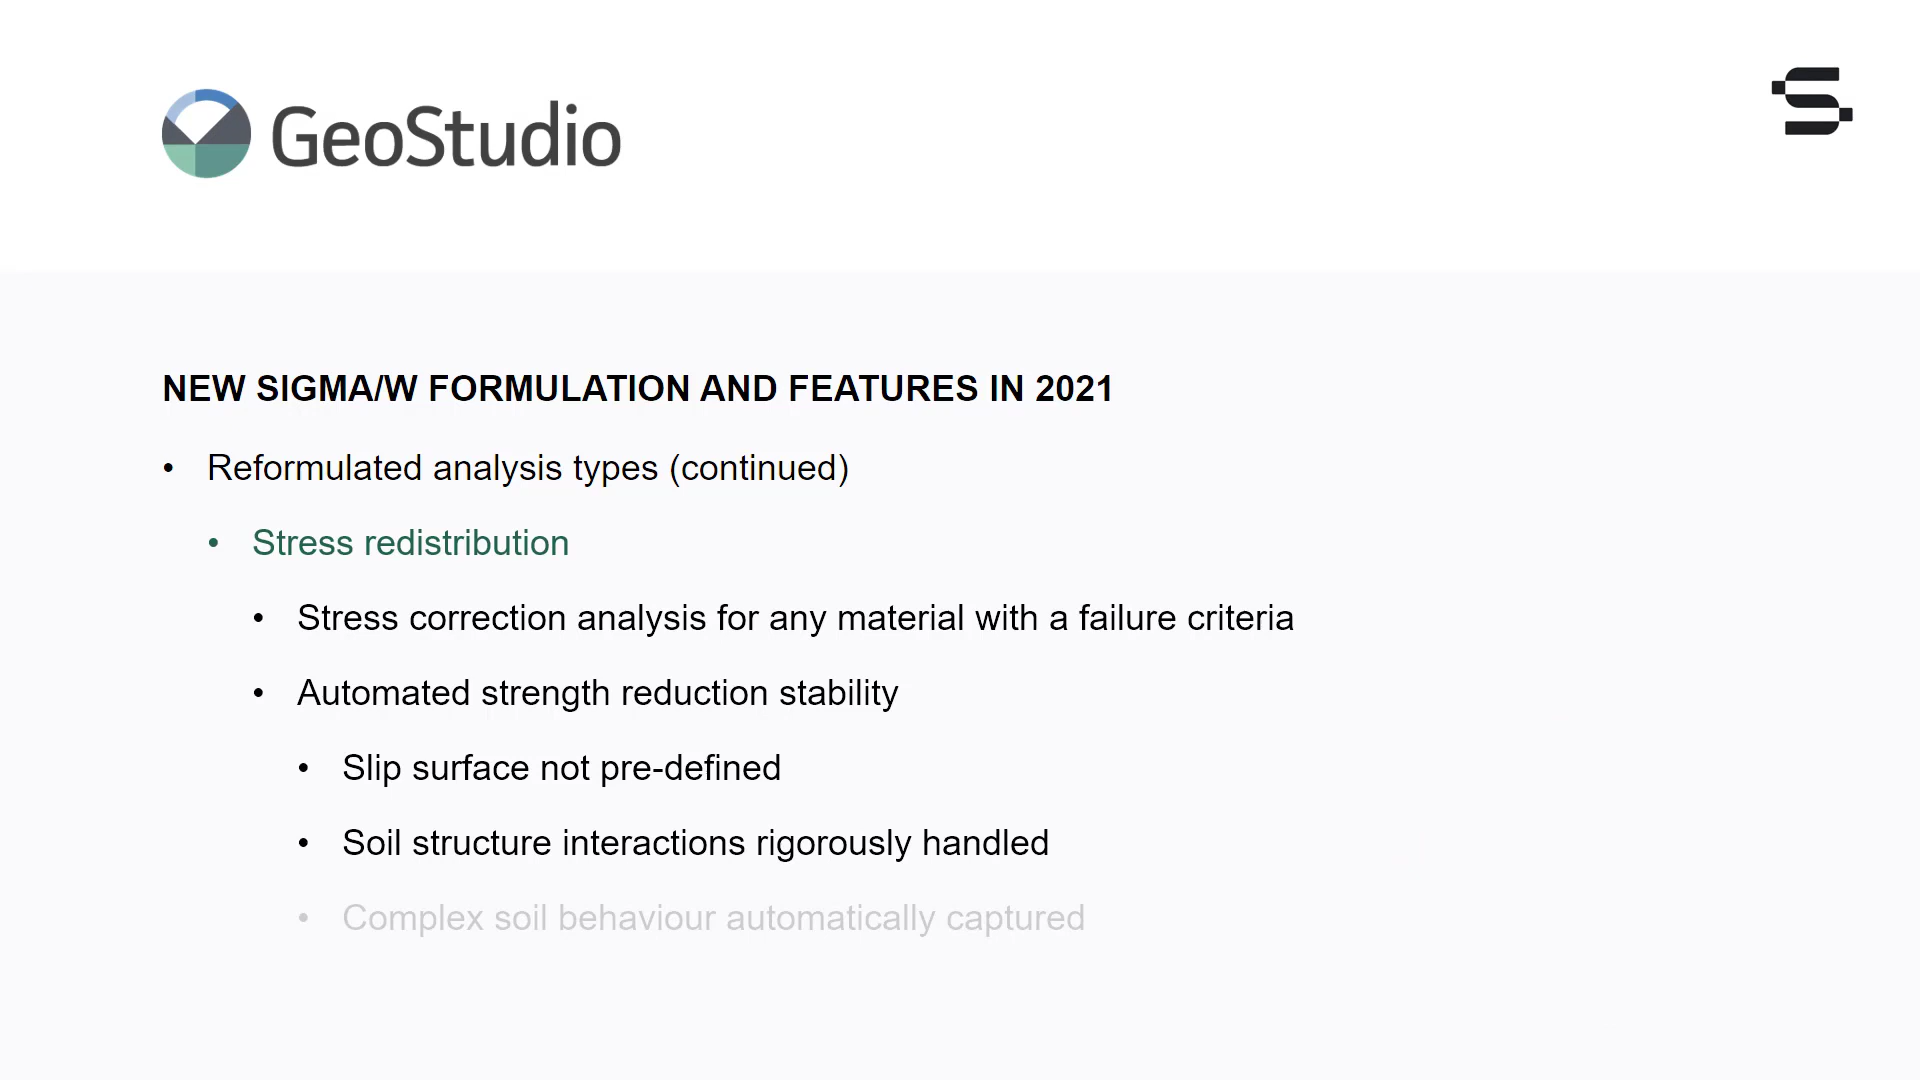 GeoStudio
NEW SIGMA/W FORMULATION AND FEATURES IN 2021
• Reformulated analysis types (continued)
• Stress redistribution
• Stress correction analysis for any material with a failure criteria
• Automated strength reduction stability
• Slip surface not pre-defined
• Soil structure interactions rigorously handled
• Complex soil behaviour automatically captured